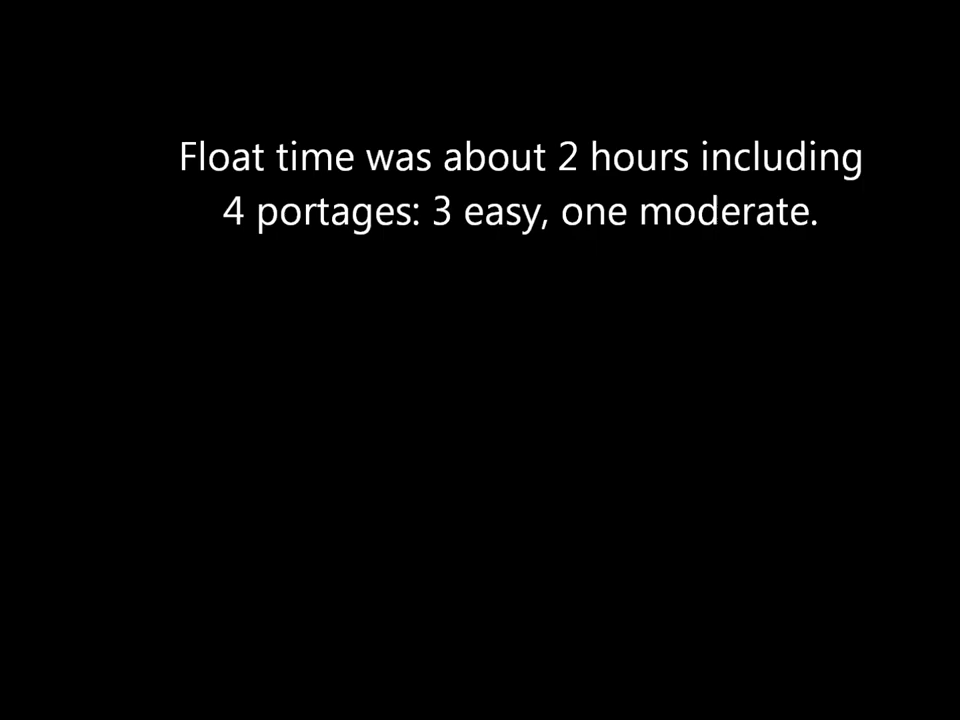 Float time was about 2 hours including
4 portages: 3 easy, one moderate.